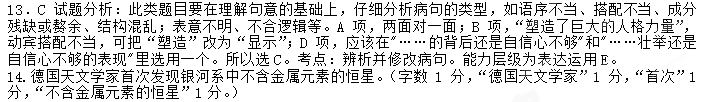 13. C 试题分析：此类题目要在理解句意的基础上，仔细分析病句的类型，如语序不当、搭配不当、成分
残缺或赘余、结构混乱；表意不明、不合逻辑等。A 项，两面对一面；B 项，“塑造了巨大的人格力量”，
动宾搭配不当，可把“塑造”改为“显示”；D 项，应该在“……的背后还是自信心不够"和"……壮举还是
自信心不够的表现"里选用一个。所以选 C。考点：辨析并修改病句。能力层级为表达运用 E。
14.德国天文学家首次发现银河系中不含金属元素的恒星。（字数 1 分，“德国天文学家”1 分，“首次”1
分，“不含金属元素的恒星”1 分。）